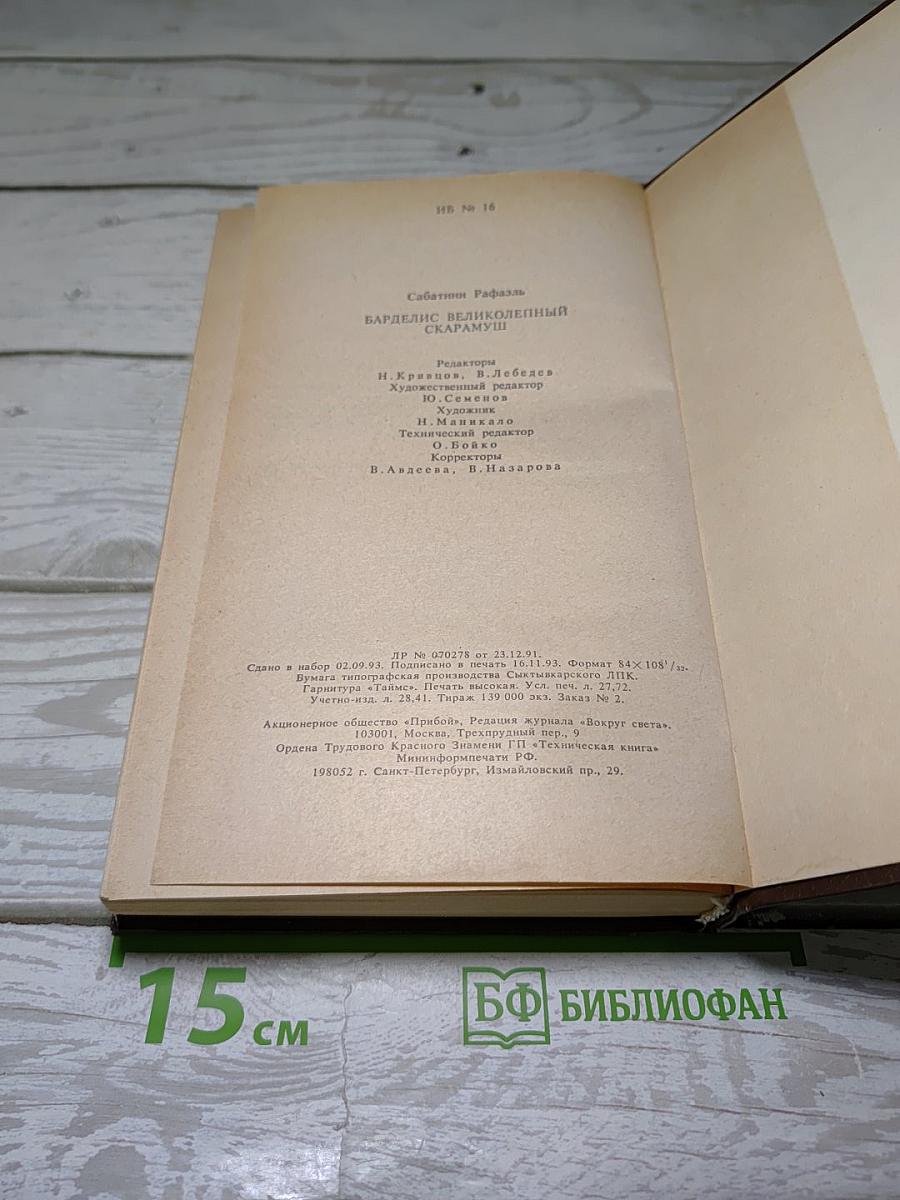 ИБ № 16
Сабатини Рафаэль
БАРДЕЛИС ВЕЛИКОЛЕПНЫЙ
СКАРАМУШ
Редакторы
Н. Кривцов, В. Лебедев
Художественный редактор
Ю. Семенов
Художник
Н. Маникало
Технический редактор
О. Бойко
Корректоры
В. Авдеева, В. Назарова
ЛР № 070278 от 23.12.91.
Сдано в набор 02.09.93. Подписано в печать 16.11.93. Формат 84×108¹/₃₂.
Бумага типографская производства Сыктывкарского ЛПК.
Гарнитура «Таймс». Печать высокая. Усл. печ. л. 27,72.
Учетно-изд. л. 28,41. Тираж 139 000 экз. Заказ № 2.
Акционерное общество «Прибой», Редация журнала «Вокруг света».
103001, Москва, Трехпрудный пер., 9
Ордена Трудового Красного Знамени ГП «Техническая книга»
Мининформпечати РФ.
198052 г. Санкт-Петербург, Измайловский пр., 29.
15 см
БФ БИБЛИОФАН